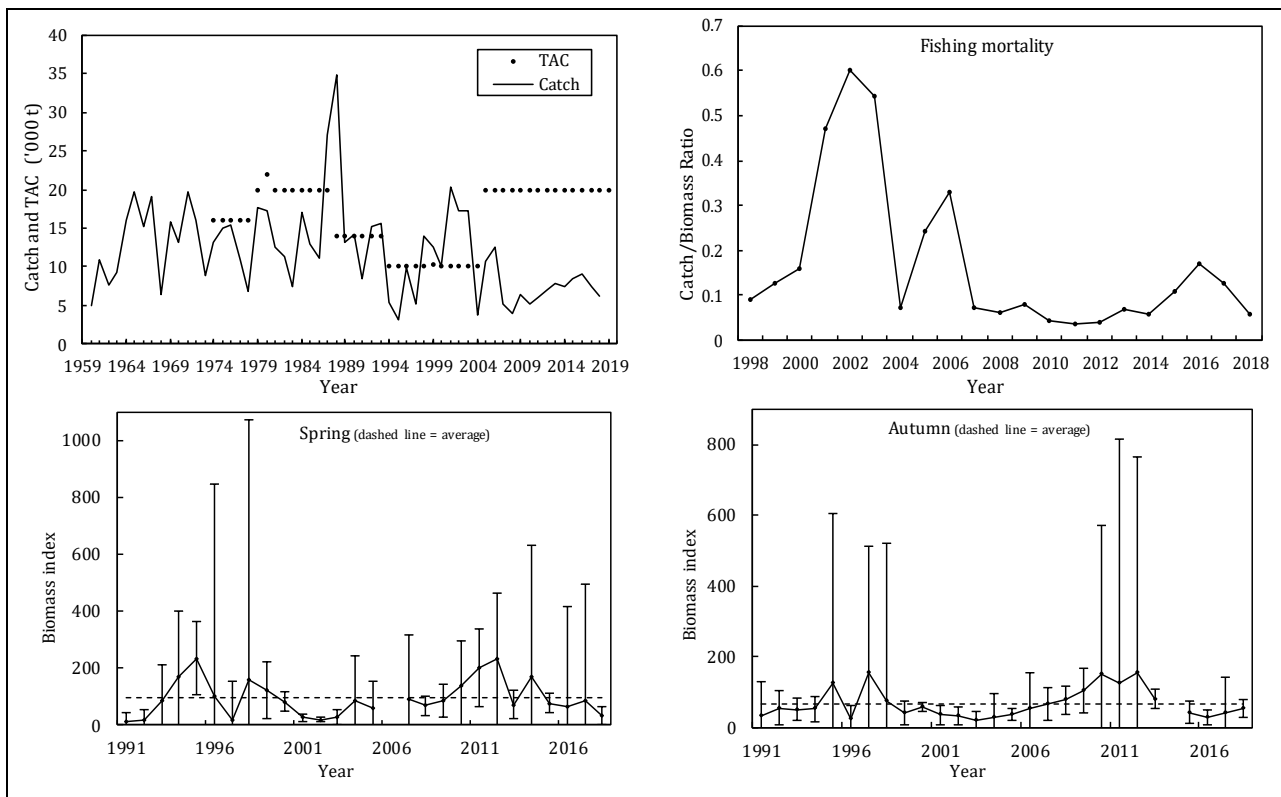 40
35
30
25
20
15
10
5
0
Catch and TAC ('000 t)
TAC
Catch
1959 1964 1969 1974 1979 1984 1989 1994 1999 2004 2009 2014 2019
Year
Fishing mortality
0.7
0.6
0.5
0.4
0.3
0.2
0.1
0
Catch/Biomass Ratio
1998 2000 2002 2004 2006 2008 2010 2012 2014 2016 2018
Year
Spring (dashed line = average)
1000
800
600
400
200
0
Biomass index
1991 1996 2001 2006 2011 2016
Year
Autumn (dashed line = average)
800
600
400
200
0
Biomass index
1991 1996 2001 2006 2011 2016
Year